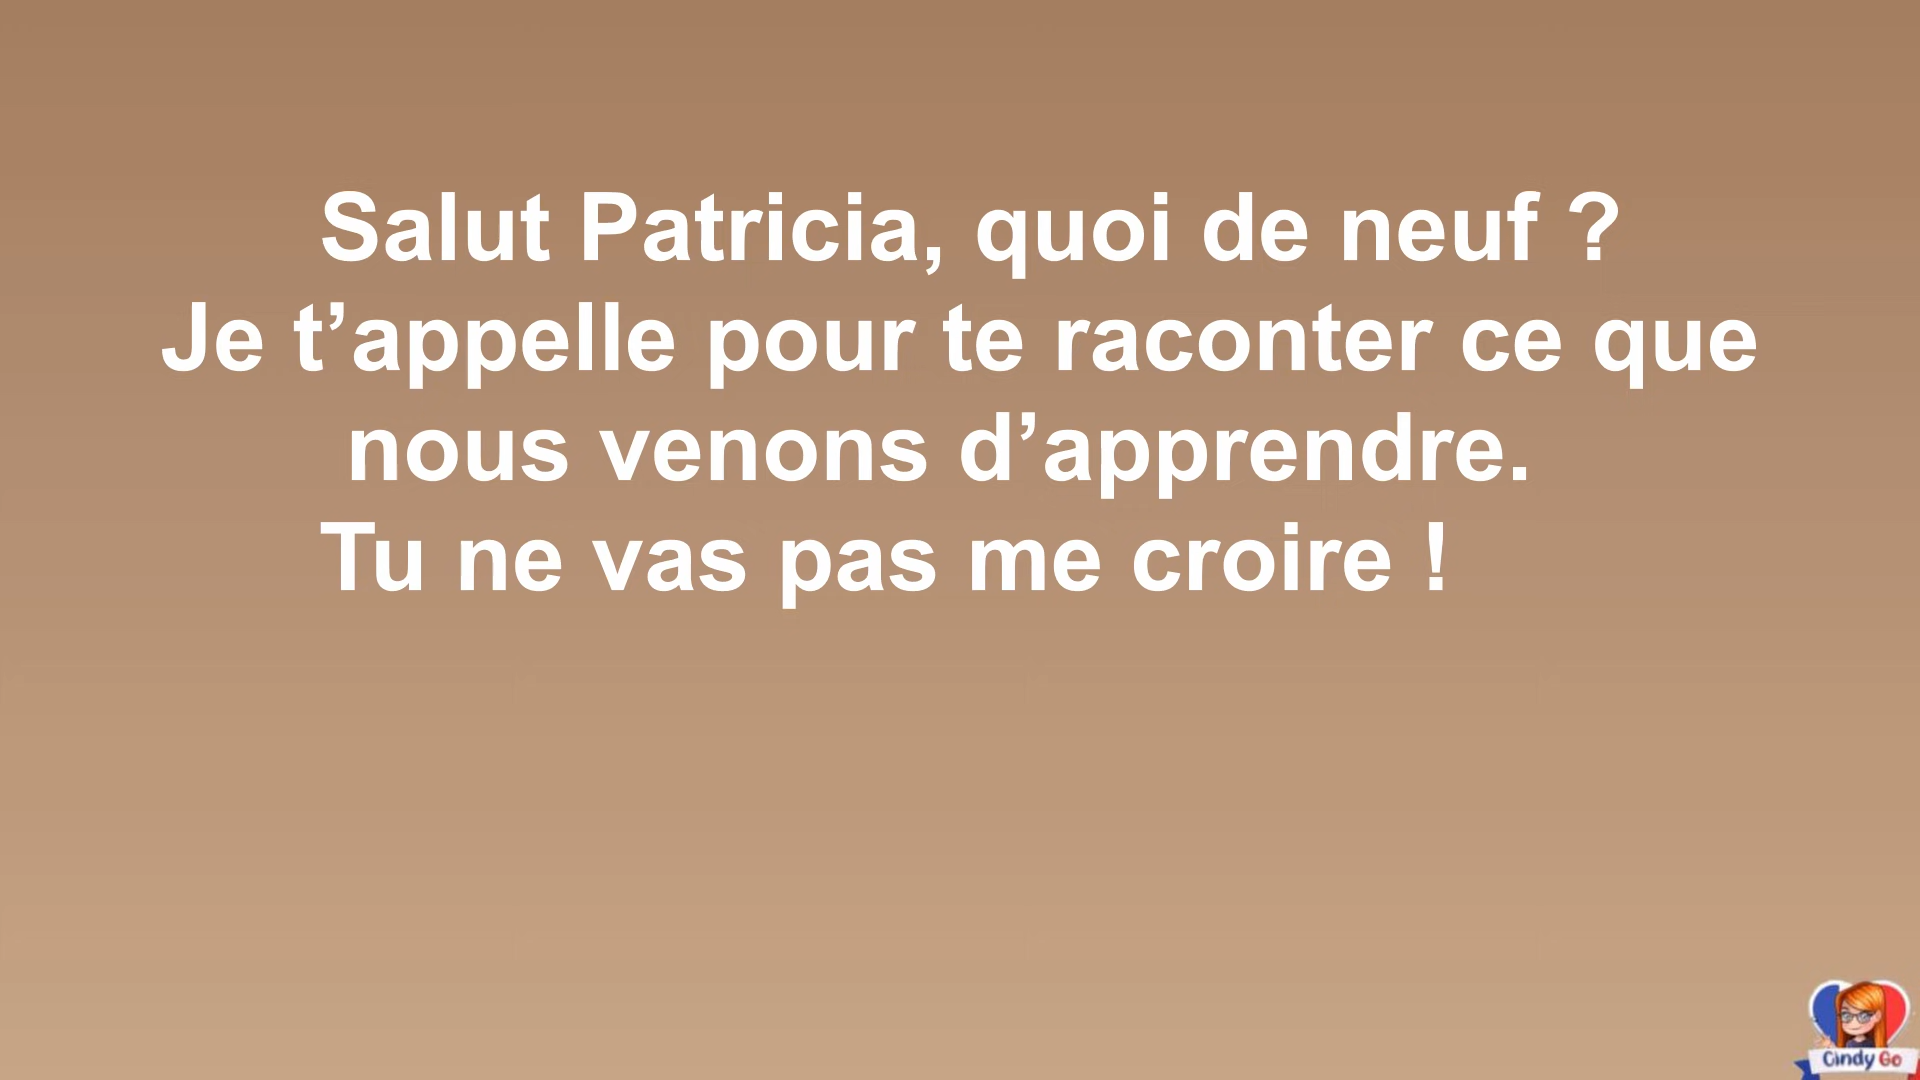 Salut Patricia, quoi de neuf ?
Je t’appelle pour te raconter ce que
nous venons d’apprendre.
Tu ne vas pas me croire !
Cindy Go